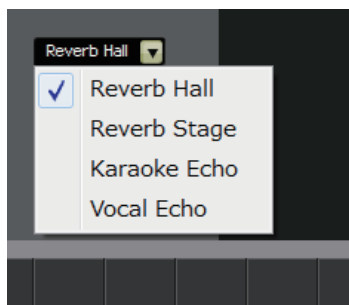 Reverb Hall
Reverb Hall
Reverb Stage
Karaoke Echo
Vocal Echo